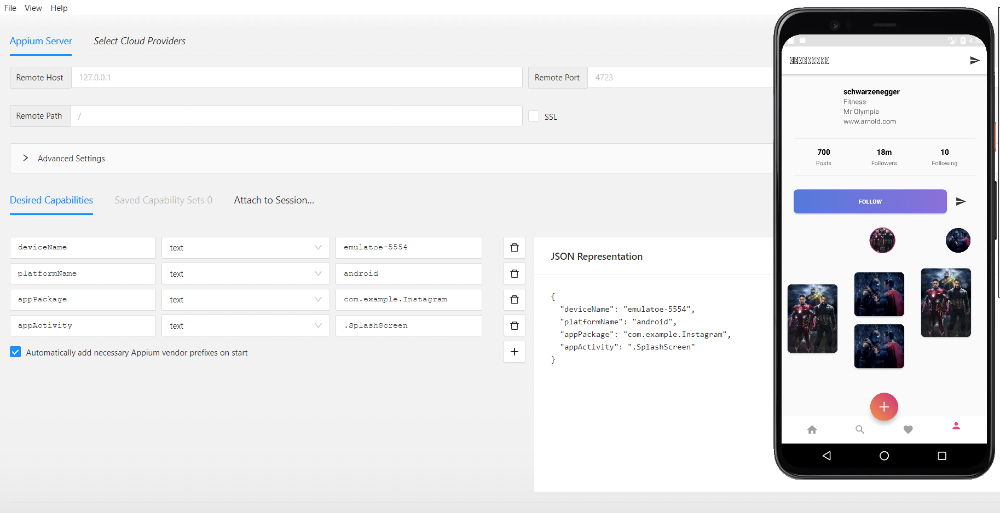 File View Help
Appium Server Select Cloud Providers
Remote Host 127.0.0.1 Remote Port 4723
Remote Path / SSL
Advanced Settings
Desired Capabilities Saved Capability Sets 0 Attach to Session...
deviceName text emulatoe-5554
platformName text android
appPackage text com.example.Instagram
appActivity text .SplashScreen
Automatically add necessary Appium vendor prefixes on start
JSON Representation
{
"deviceName": "emulatoe-5554",
"platformName": "android",
"appPackage": "com.example.Instagram",
"appActivity": ".SplashScreen"
}
schwarzenegger
Fitness
Mr Olympia
www.arnold.com
700 18m 10
Posts Followers Following
FOLLOW